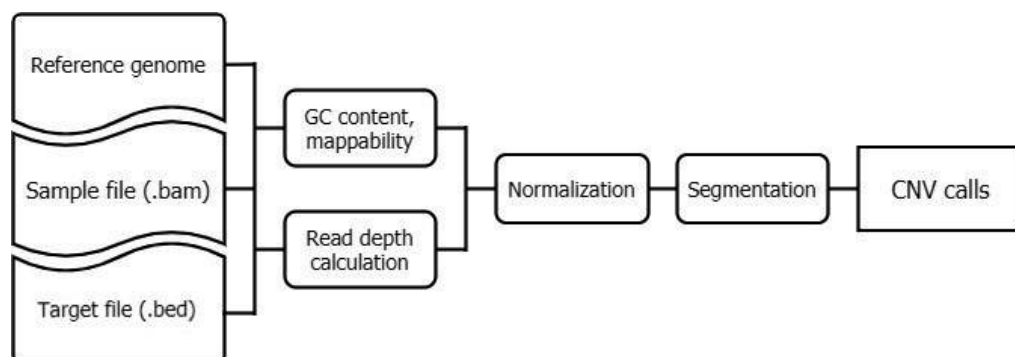 Reference genome
Sample file (.bam)
Target file (.bed)
GC content,
mappability
Read depth
calculation
Normalization
Segmentation
CNV calls